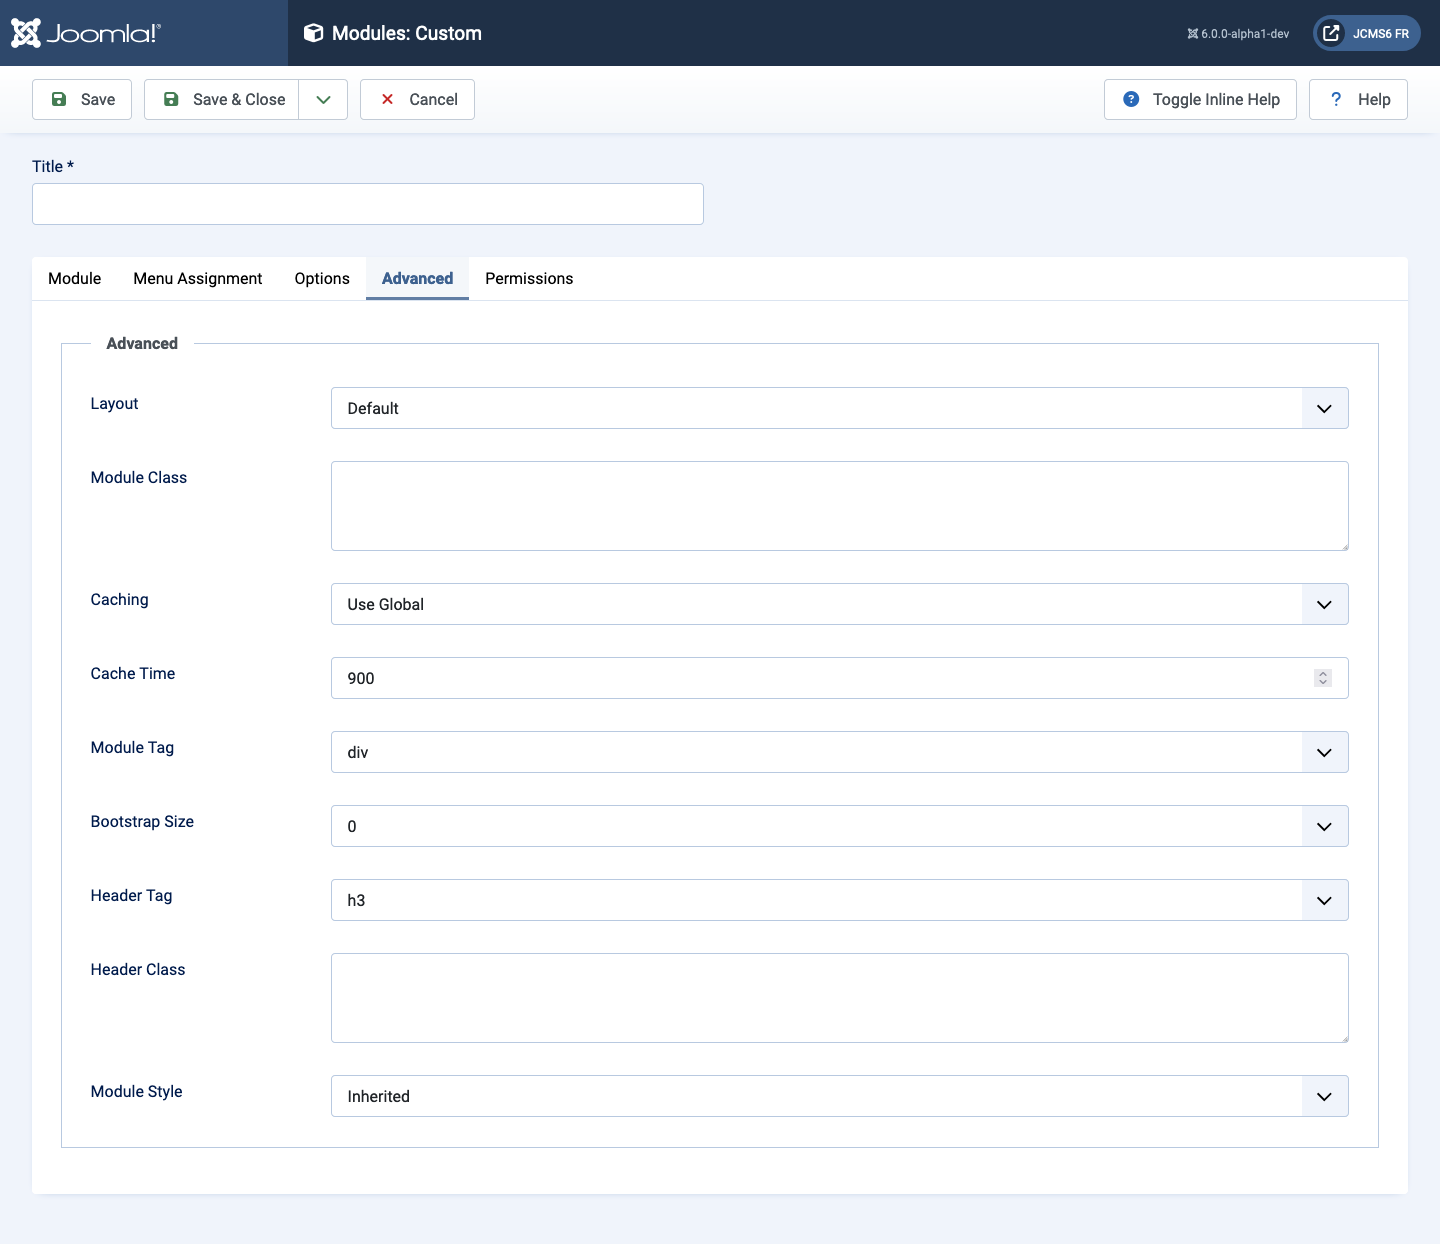 Joomla!® Modules: Custom 6.0.0-alpha1-dev JCMS6 FR
Save Save & Close Cancel Toggle Inline Help Help
Title *
Module Menu Assignment Options Advanced Permissions
Advanced
Layout Default
Module Class
Caching Use Global
Cache Time 900
Module Tag div
Bootstrap Size 0
Header Tag h3
Header Class
Module Style Inherited